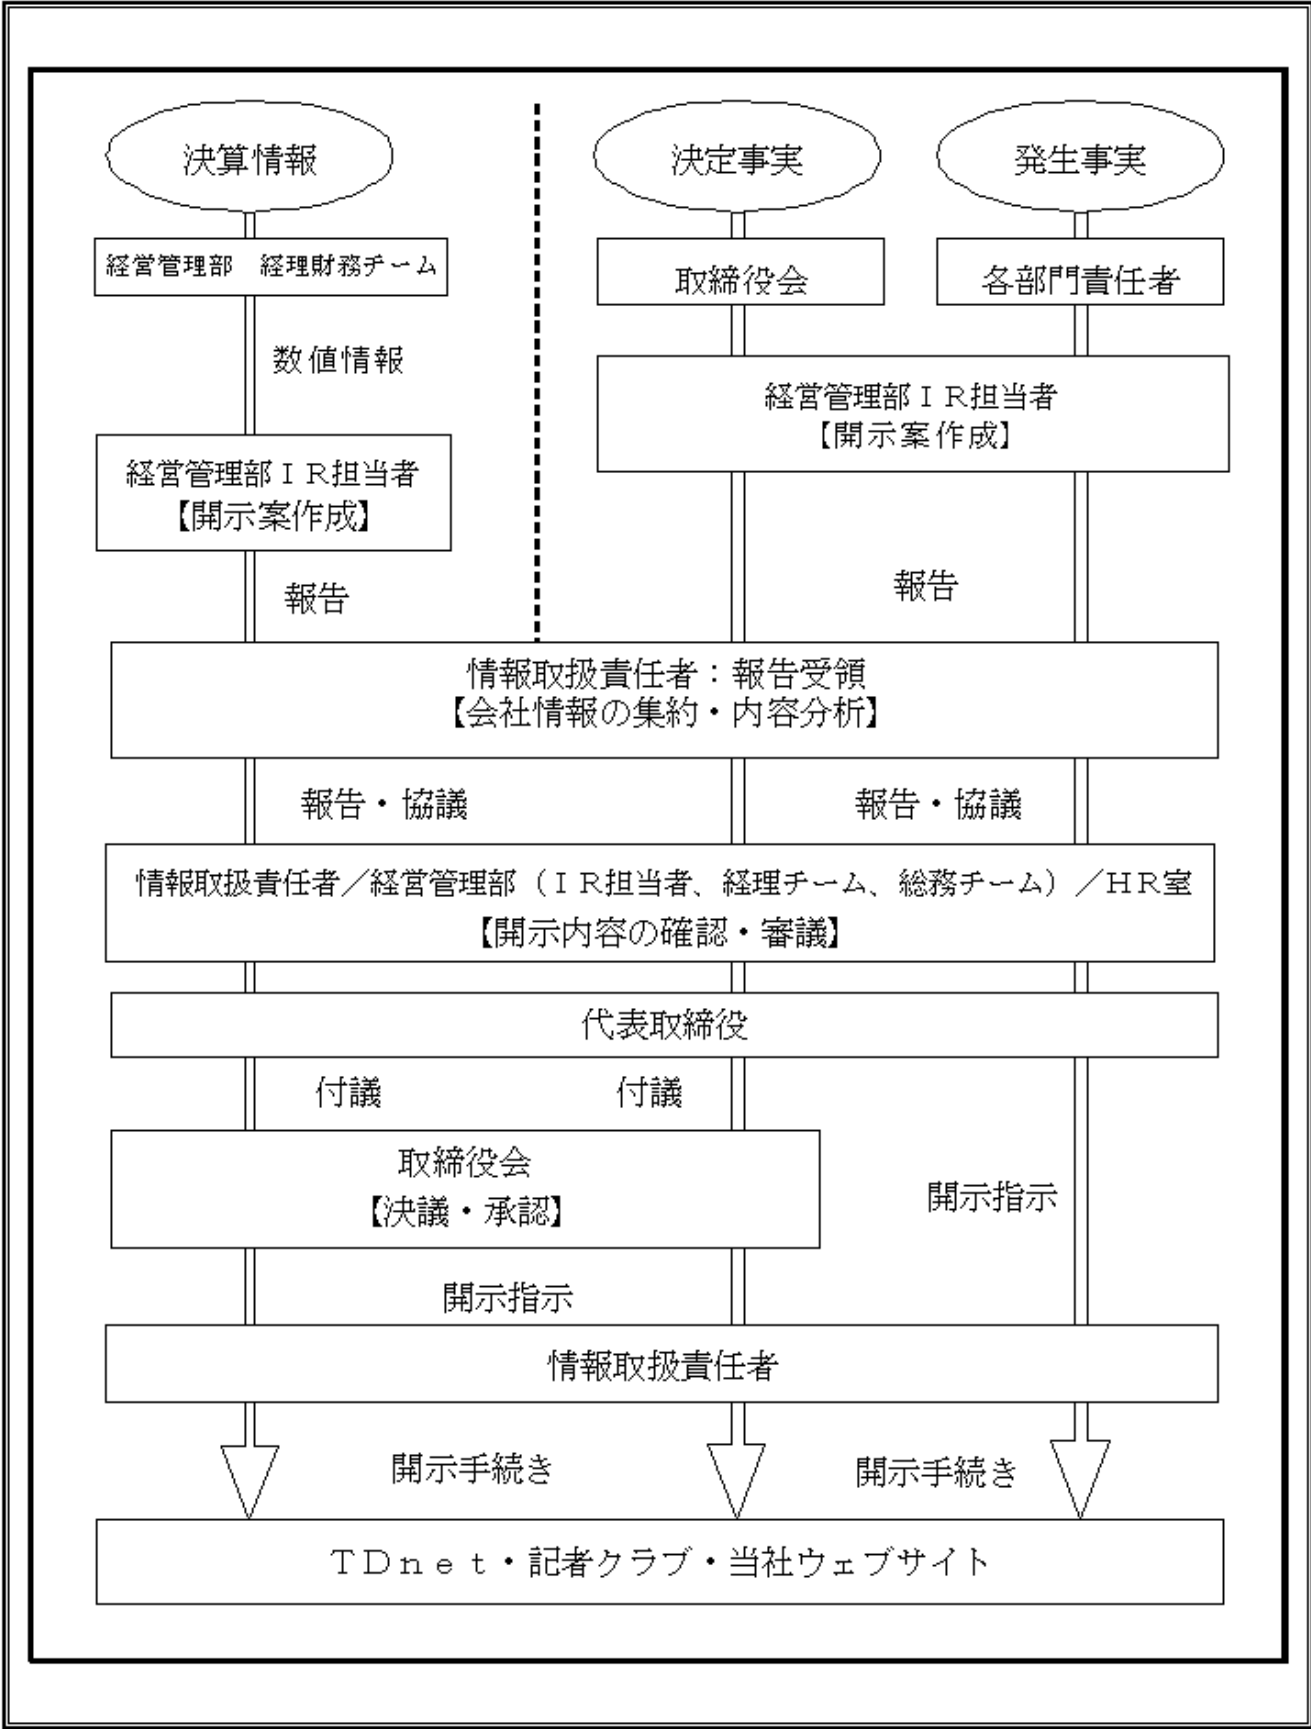 決算情報
決定事実
発生事実
経営管理部　経理財務チーム
取締役会
各部門責任者
数値情報
経営管理部ＩＲ担当者
【開示案作成】
経営管理部ＩＲ担当者
【開示案作成】
報告
報告
情報取扱責任者：報告受領
【会社情報の集約・内容分析】
報告・協議
報告・協議
情報取扱責任者／経営管理部（ＩＲ担当者、経理チーム、総務チーム）／ＨＲ室
【開示内容の確認・審議】
代表取締役
付議
付議
取締役会
【決議・承認】
開示指示
開示指示
情報取扱責任者
開示手続き
開示手続き
ＴＤｎｅｔ・記者クラブ・当社ウェブサイト